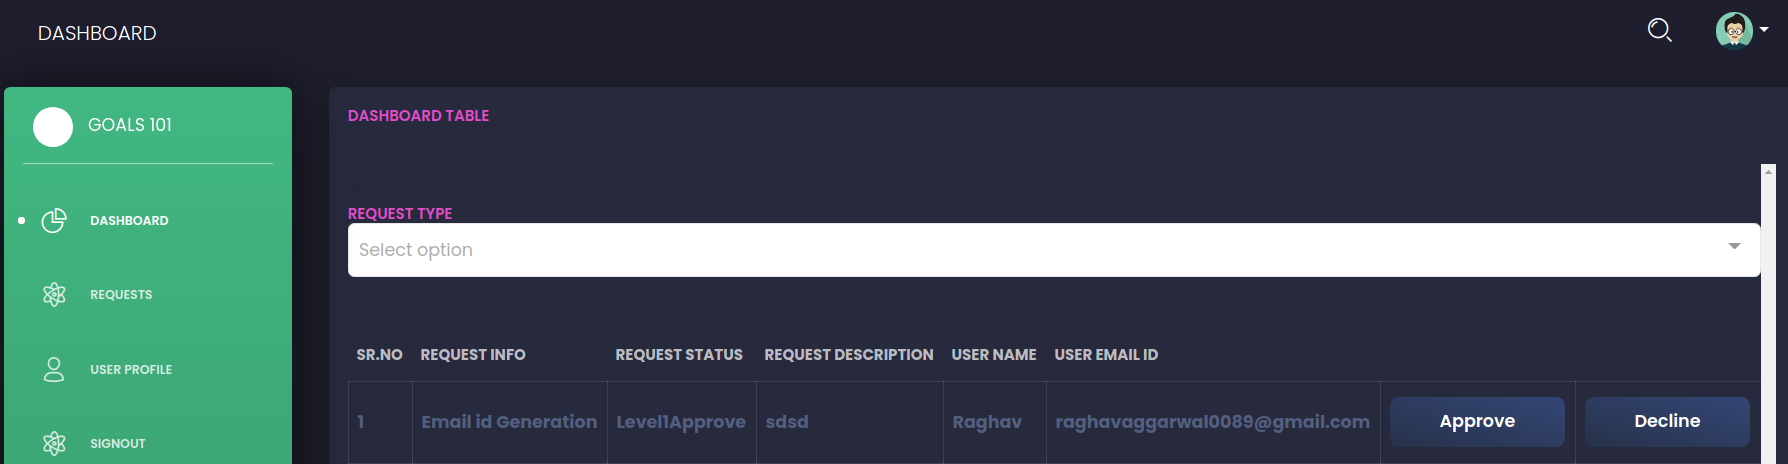 DASHBOARD
GOALS 101
DASHBOARD
REQUESTS
USER PROFILE
SIGNOUT
DASHBOARD TABLE
REQUEST TYPE
Select option
SR.NO REQUEST INFO REQUEST STATUS REQUEST DESCRIPTION USER NAME USER EMAIL ID
1 Email id Generation Level1Approve sdsd Raghav raghavaggarwal0089@gmail.com Approve Decline